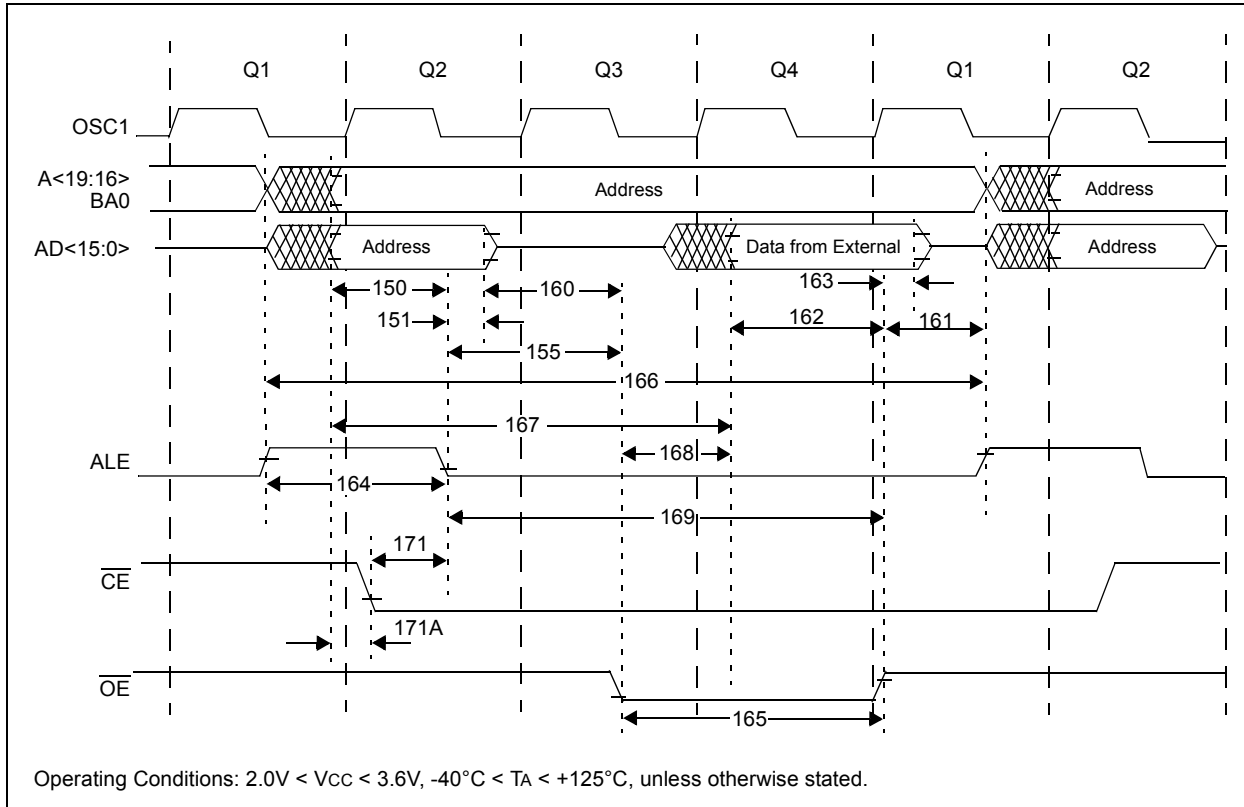 Q1 Q2 Q3 Q4 Q1 Q2
OSC1
A<19:16>
BA0
Address Address
AD<15:0>
Address Data from External Address
150 160 163
151 162 161
155
166
167
168
ALE
164
169
171
CE
171A
OE
165
Operating Conditions: 2.0V < VCC < 3.6V, -40°C < TA < +125°C, unless otherwise stated.